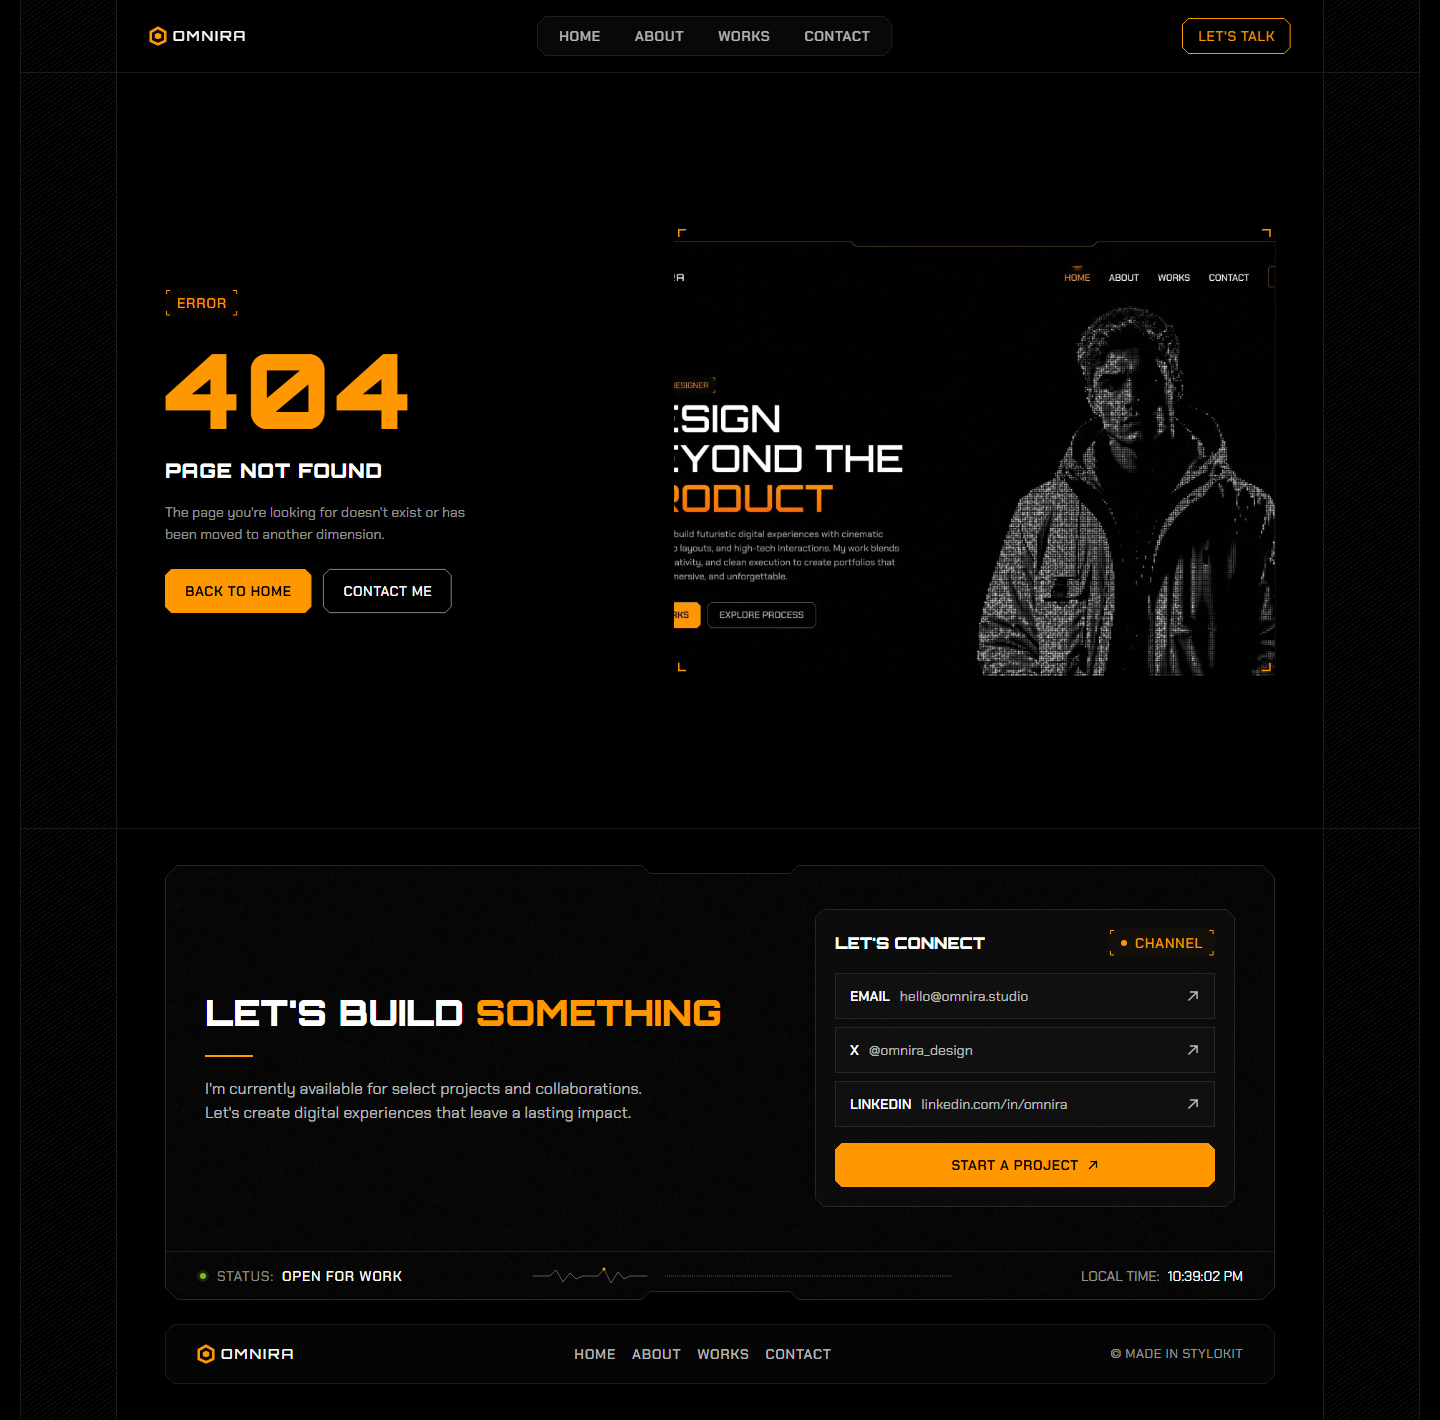 OMNIRA
HOME ABOUT WORKS CONTACT
LET'S TALK
ERROR
404
PAGE NOT FOUND
The page you're looking for doesn't exist or has
been moved to another dimension.
BACK TO HOME CONTACT ME
RA
HOME ABOUT WORKS CONTACT
DESIGNER
ESIGN
EYOND THE
RODUCT
build futuristic digital experiences with cinematic
layouts, and high-tech interactions. My work blends
ativity, and clean execution to create portfolios that
mersive, and unforgettable.
RKS EXPLORE PROCESS
LET'S BUILD SOMETHING
I'm currently available for select projects and collaborations.
Let's create digital experiences that leave a lasting impact.
LET'S CONNECT
CHANNEL
EMAIL hello@omnira.studio
X @omnira_design
LINKEDIN linkedin.com/in/omnira
START A PROJECT
STATUS: OPEN FOR WORK
LOCAL TIME: 10:39:02 PM
OMNIRA
HOME ABOUT WORKS CONTACT
© MADE IN STYLOKIT